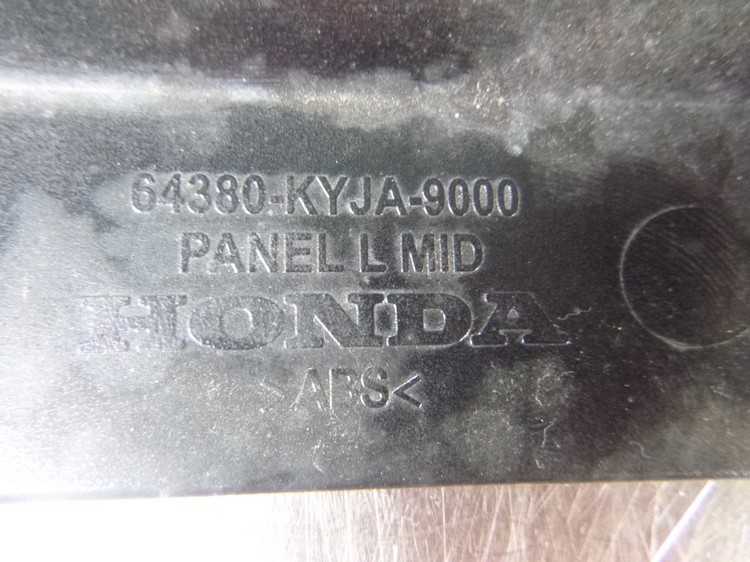 64380-KYJA-9000
PANEL L MID
HONDA
>ABS<